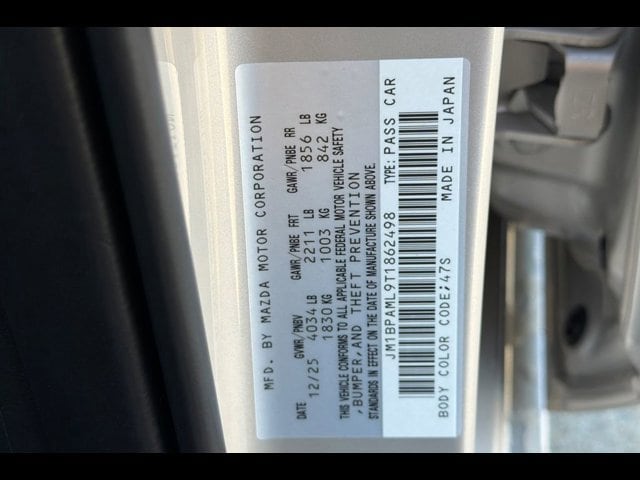 MFD. BY MAZDA MOTOR CORPORATION
DATE GVWR/PNBV GAWR/PNBE FRT GAWR/PNBE RR
12/25 4034 LB 2211 LB 1856 LB
1830 KG 1003 KG 842 KG
THIS VEHICLE CONFORMS TO ALL APPLICABLE FEDERAL MOTOR VEHICLE SAFETY
,BUMPER,AND THEFT PREVENTION
STANDARDS IN EFFECT ON THE DATE OF MANUFACTURE SHOWN ABOVE.
JM1BPAML9T1862498 TYPE: PASS CAR
BODY COLOR CODE;47S MADE IN JAPAN